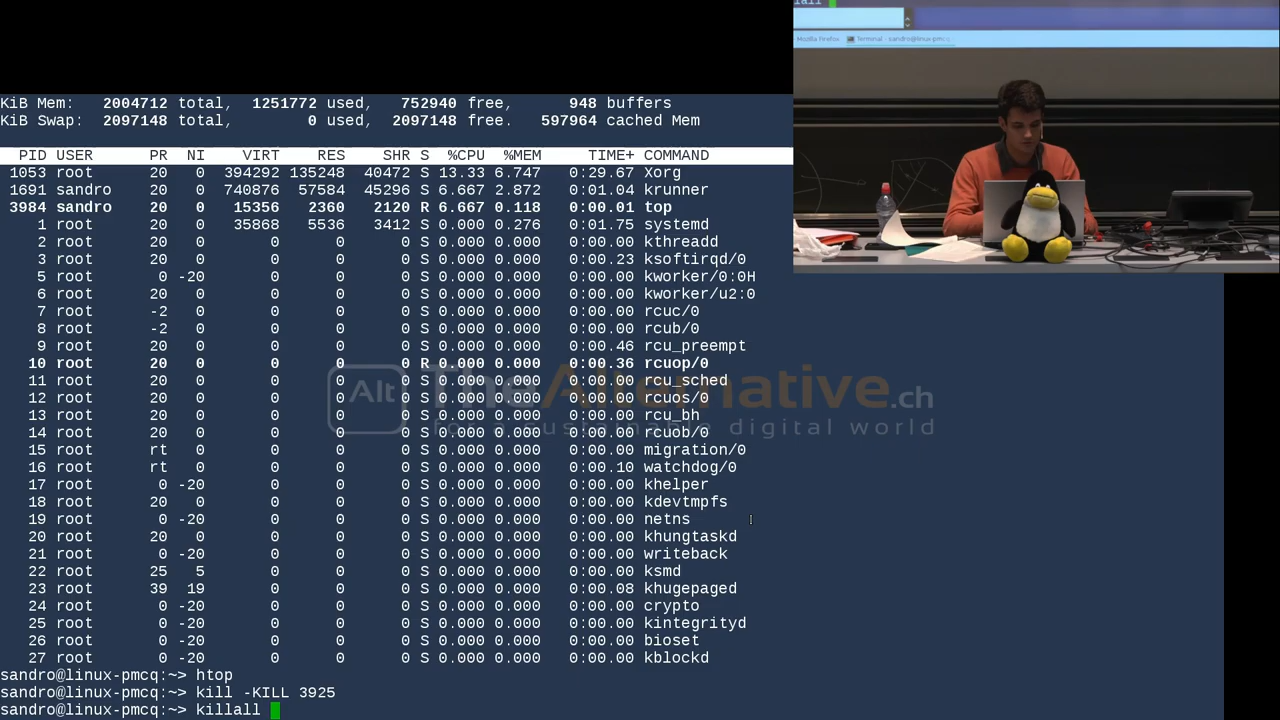 llall
Mozilla Firefox Terminal - sandro@linux-pmc
KiB Mem: 2004712 total, 1251772 used, 752940 free, 948 buffers
KiB Swap: 2097148 total, 0 used, 2097148 free. 597964 cached Mem
PID USER PR NI VIRT RES SHR S %CPU %MEM TIME+ COMMAND
1053 root 20 0 394292 135248 40472 S 13.33 6.747 0:29.67 Xorg
1691 sandro 20 0 740876 57584 45296 S 6.667 2.872 0:01.04 krunner
3984 sandro 20 0 15356 2360 2120 R 6.667 0.118 0:00.01 top
1 root 20 0 35868 5536 3412 S 0.000 0.276 0:01.75 systemd
2 root 20 0 0 0 0 S 0.000 0.000 0:00.00 kthreadd
3 root 20 0 0 0 0 S 0.000 0.000 0:00.23 ksoftirqd/0
5 root 0 -20 0 0 0 S 0.000 0.000 0:00.00 kworker/0:0H
6 root 20 0 0 0 0 S 0.000 0.000 0:00.00 kworker/u2:0
7 root -2 0 0 0 0 S 0.000 0.000 0:00.00 rcuc/0
8 root -2 0 0 0 0 S 0.000 0.000 0:00.00 rcub/0
9 root 20 0 0 0 0 S 0.000 0.000 0:00.46 rcu_preempt
10 root 20 0 0 0 0 R 0.000 0.000 0:00.36 rcuop/0
11 root 20 0 0 0 0 S 0.000 0.000 0:00.00 rcu_sched
12 root 20 0 0 0 0 S 0.000 0.000 0:00.00 rcuos/0
13 root 20 0 0 0 0 S 0.000 0.000 0:00.00 rcu_bh
14 root 20 0 0 0 0 S 0.000 0.000 0:00.00 rcuob/0
15 root rt 0 0 0 0 S 0.000 0.000 0:00.00 migration/0
16 root rt 0 0 0 0 S 0.000 0.000 0:00.10 watchdog/0
17 root 0 -20 0 0 0 S 0.000 0.000 0:00.00 khelper
18 root 20 0 0 0 0 S 0.000 0.000 0:00.00 kdevtmpfs
19 root 0 -20 0 0 0 S 0.000 0.000 0:00.00 netns
20 root 20 0 0 0 0 S 0.000 0.000 0:00.00 khungtaskd
21 root 0 -20 0 0 0 S 0.000 0.000 0:00.00 writeback
22 root 25 5 0 0 0 S 0.000 0.000 0:00.00 ksmd
23 root 39 19 0 0 0 S 0.000 0.000 0:00.08 khugepaged
24 root 0 -20 0 0 0 S 0.000 0.000 0:00.00 crypto
25 root 0 -20 0 0 0 S 0.000 0.000 0:00.00 kintegrityd
26 root 0 -20 0 0 0 S 0.000 0.000 0:00.00 bioset
27 root 0 -20 0 0 0 S 0.000 0.000 0:00.00 kblockd
sandro@linux-pmcq:~> htop
sandro@linux-pmcq:~> kill -KILL 3925
sandro@linux-pmcq:~> killall
Alt TheAlternative.ch
for a sustainable digital world